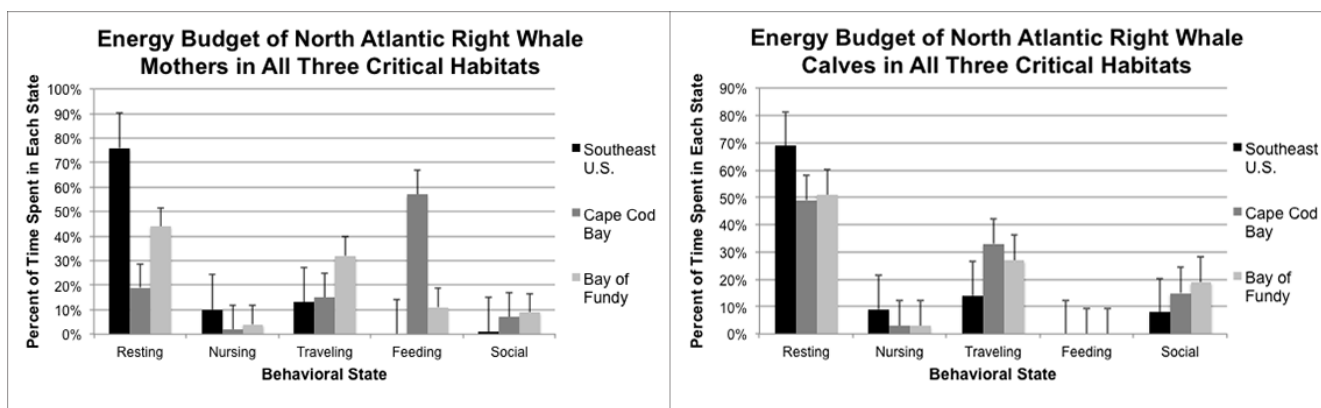 Energy Budget of North Atlantic Right Whale
Mothers in All Three Critical Habitats
Percent of Time Spent in Each State
100%
90%
80%
70%
60%
50%
40%
30%
20%
10%
0%
Resting Nursing Traveling Feeding Social
Behavioral State
Southeast
U.S.
Cape Cod
Bay
Bay of
Fundy
Energy Budget of North Atlantic Right Whale
Calves in All Three Critical Habitats
Percent of Time Spent in Each State
90%
80%
70%
60%
50%
40%
30%
20%
10%
0%
Resting Nursing Traveling Feeding Social
Behavioral State
Southeast
U.S.
Cape Cod
Bay
Bay of
Fundy